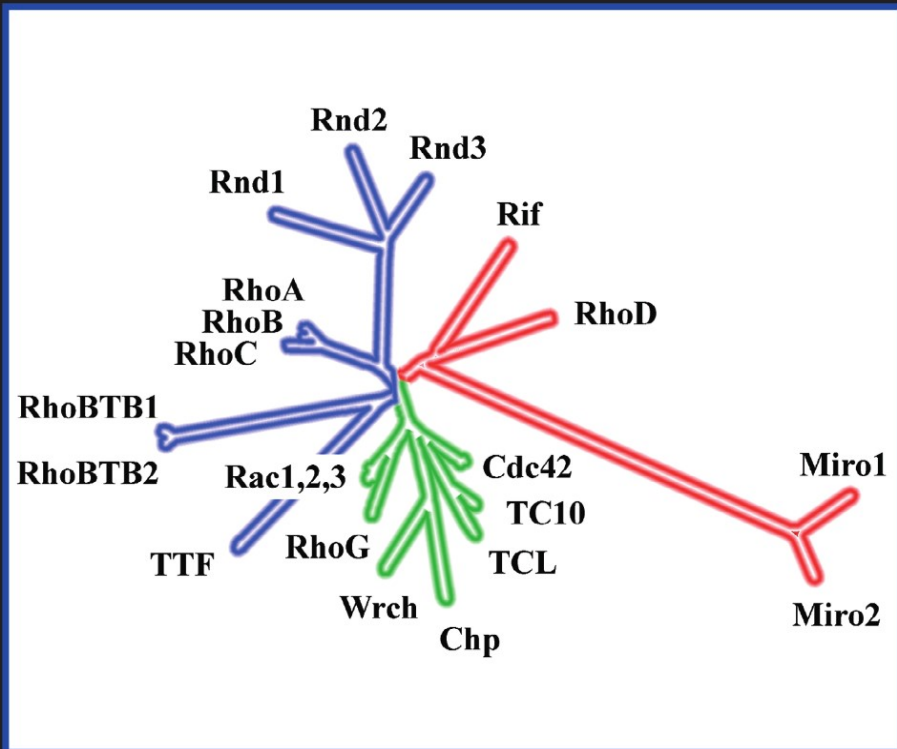 Rnd2
Rnd3
Rnd1
Rif
RhoA
RhoB
RhoC
RhoD
RhoBTB1
RhoBTB2
Rac1,2,3
Cdc42
Miro1
TC10
RhoG
TCL
TTF
Wrch
Miro2
Chp